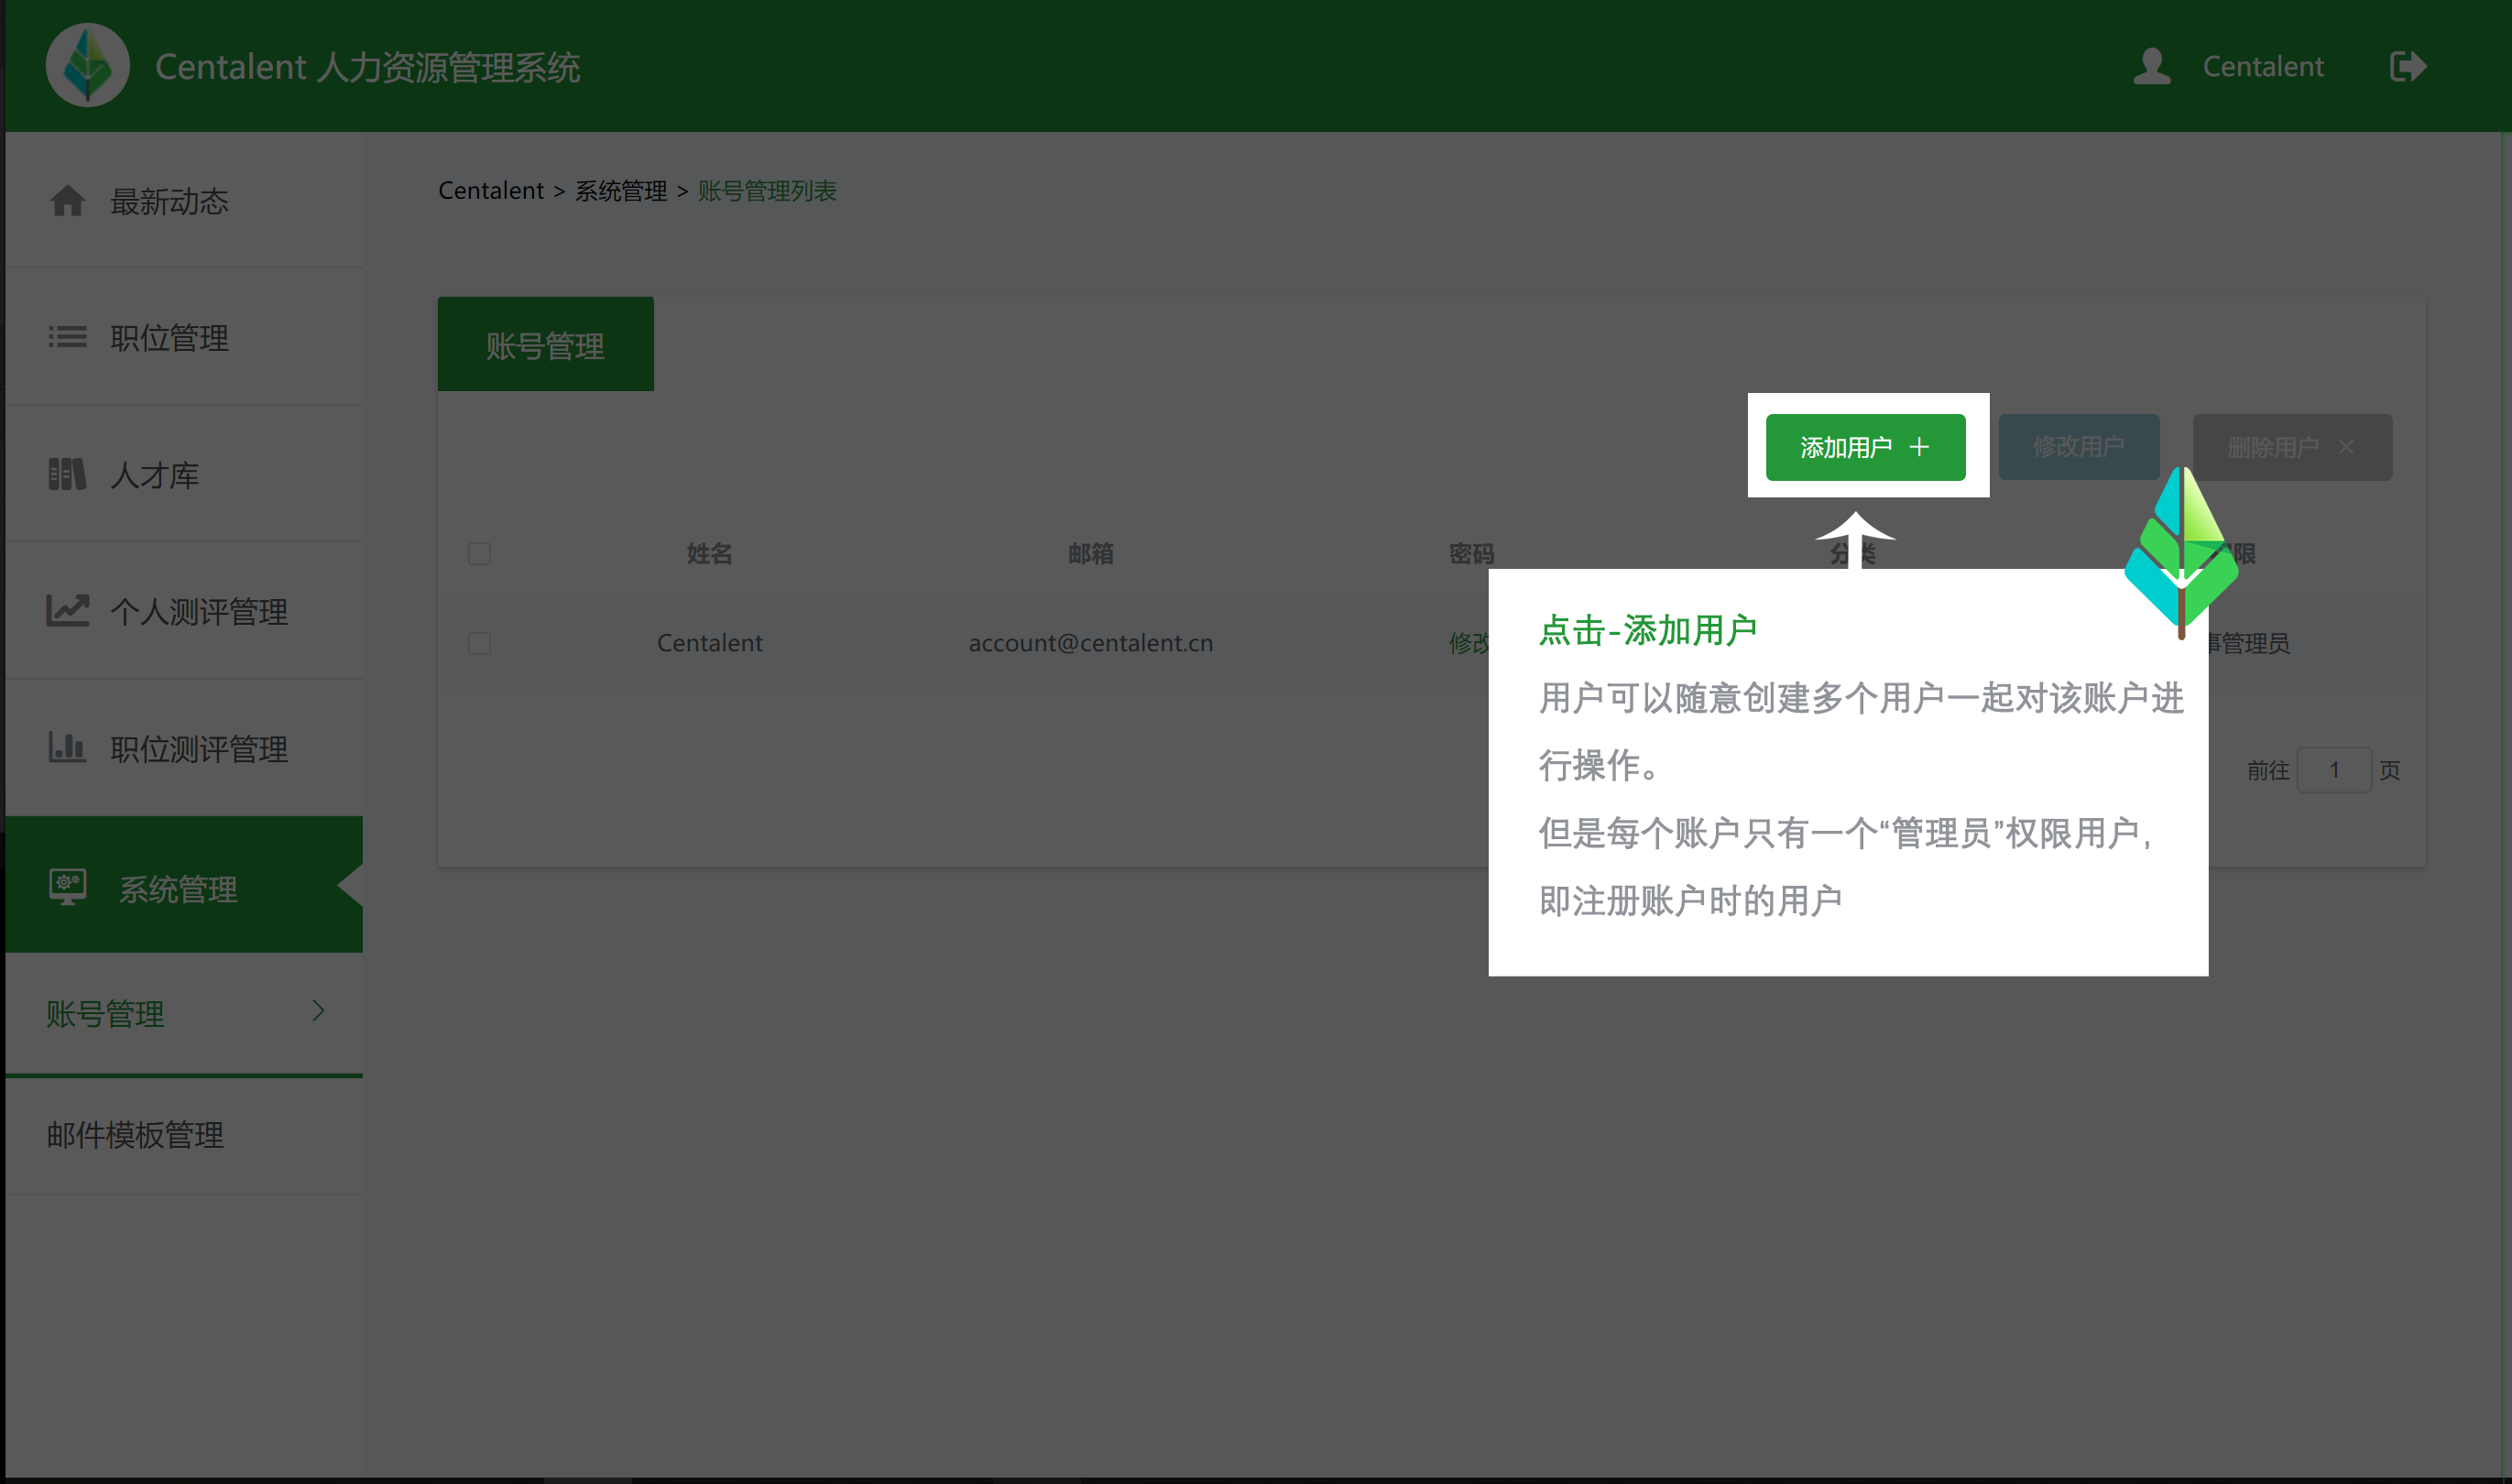 Centalent 人力资源管理系统
Centalent
最新动态
职位管理
人才库
个人测评管理
职位测评管理
系统管理
账号管理
邮件模板管理
Centalent > 系统管理 > 账号管理列表
账号管理
添加用户 +
修改用户
删除用户 ×
姓名 邮箱 密码 分类 限
Centalent account@centalent.cn 修改 事管理员
点击-添加用户
用户可以随意创建多个用户一起对该账户进
行操作。
但是每个账户只有一个“管理员”权限用户,
即注册账户时的用户
前往 1 页